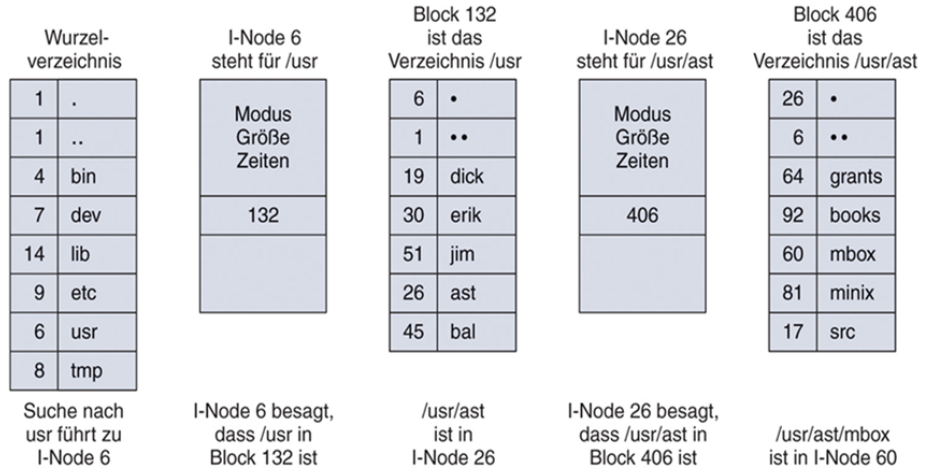 Wurzel-
verzeichnis
1 .
1 ..
4 bin
7 dev
14 lib
9 etc
6 usr
8 tmp
Suche nach
usr führt zu
I-Node 6
I-Node 6
steht für /usr
Modus
Größe
Zeiten
132
I-Node 6 besagt,
dass /usr in
Block 132 ist
Block 132
ist das
Verzeichnis /usr
6 •
1 ••
19 dick
30 erik
51 jim
26 ast
45 bal
/usr/ast
ist in
I-Node 26
I-Node 26
steht für /usr/ast
Modus
Größe
Zeiten
406
I-Node 26 besagt,
dass /usr/ast in
Block 406 ist
Block 406
ist das
Verzeichnis /usr/ast
26 •
6 ••
64 grants
92 books
60 mbox
81 minix
17 src
/usr/ast/mbox
ist in I-Node 60